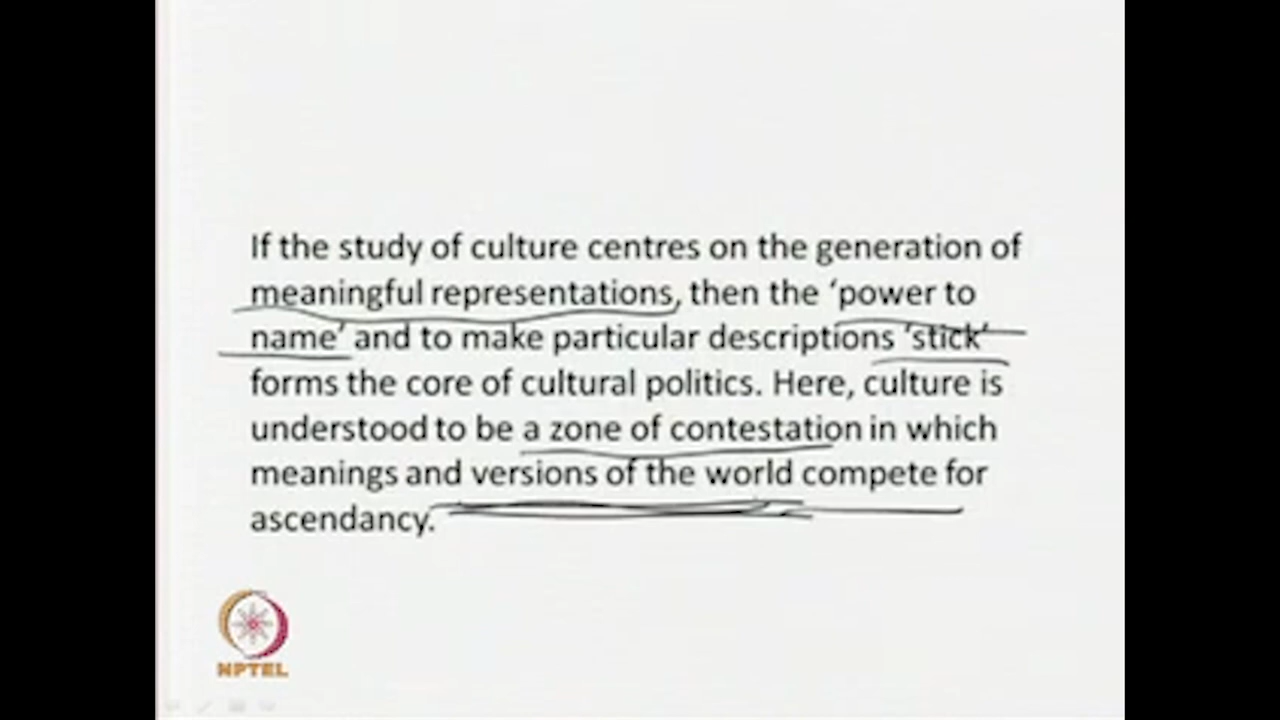 If the study of culture centres on the generation of
meaningful representations, then the ‘power to
name’ and to make particular descriptions ‘stick’
forms the core of cultural politics. Here, culture is
understood to be a zone of contestation in which
meanings and versions of the world compete for
ascendancy.
NPTEL